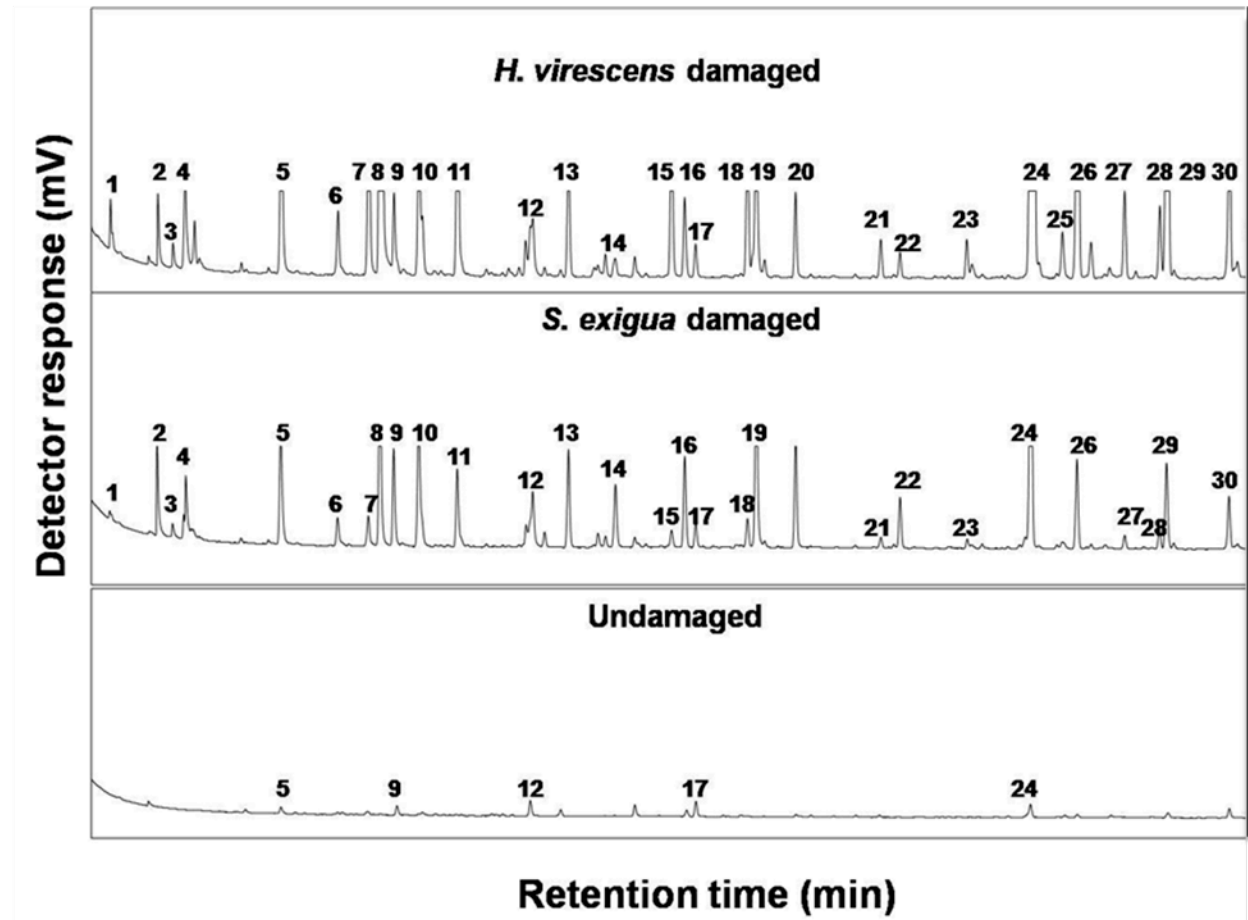 Detector response (mV)
H. virescens damaged
1 2 3 4 5 6 7 8 9 10 11 12 13 14 15 16 17 18 19 20 21 22 23 24 25 26 27 28 29 30
S. exigua damaged
1 2 3 4 5 6 7 8 9 10 11 12 13 14 15 16 17 18 19 21 22 23 24 26 27 28 29 30
Undamaged
5 9 12 17 24
Retention time (min)